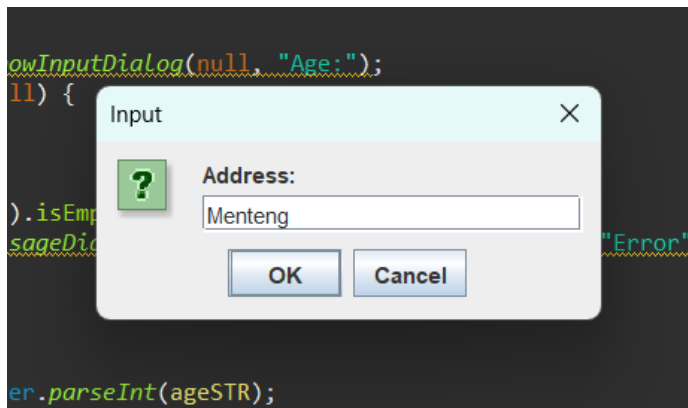 owInputDialog(null, "Age:");
ll) {
Input
?
Address:
).isEmp
Menteng
sageDia
"Error"
OK Cancel
er.parseInt(ageSTR);